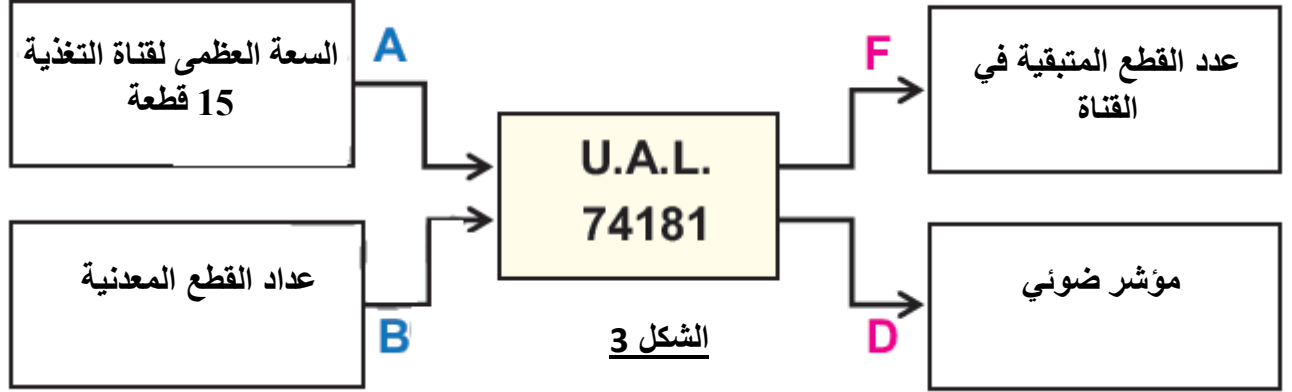 السعة العظمى لقناة التغذية
15 قطعة
A
عداد القطع المعدنية
B
U.A.L.
74181
الشكل 3
F
عدد القطع المتبقية في
القناة
D
مؤشر ضوئي